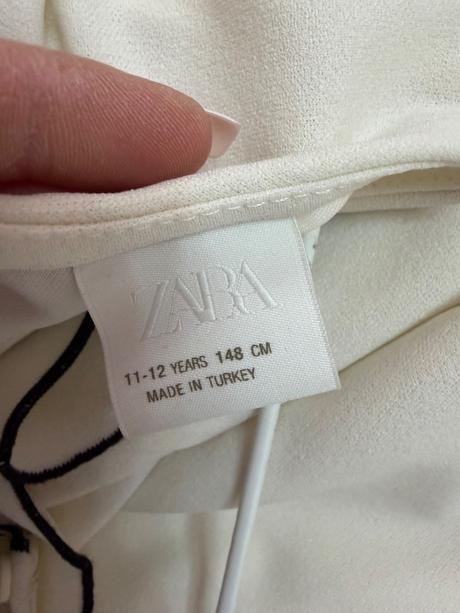 ZARA
11-12 YEARS 148 CM
MADE IN TURKEY